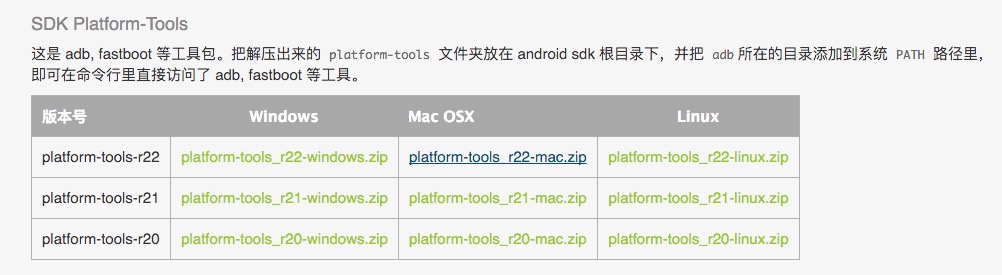 SDK Platform-Tools
这是 adb, fastboot 等工具包。把解压出来的 platform-tools 文件夹放在 android sdk 根目录下，并把 adb 所在的目录添加到系统 PATH 路径里，
即可在命令行里直接访问了 adb, fastboot 等工具。
版本号 Windows Mac OSX Linux
platform-tools-r22 platform-tools_r22-windows.zip platform-tools_r22-mac.zip platform-tools_r22-linux.zip
platform-tools-r21 platform-tools_r21-windows.zip platform-tools_r21-mac.zip platform-tools_r21-linux.zip
platform-tools-r20 platform-tools_r20-windows.zip platform-tools_r20-mac.zip platform-tools_r20-linux.zip